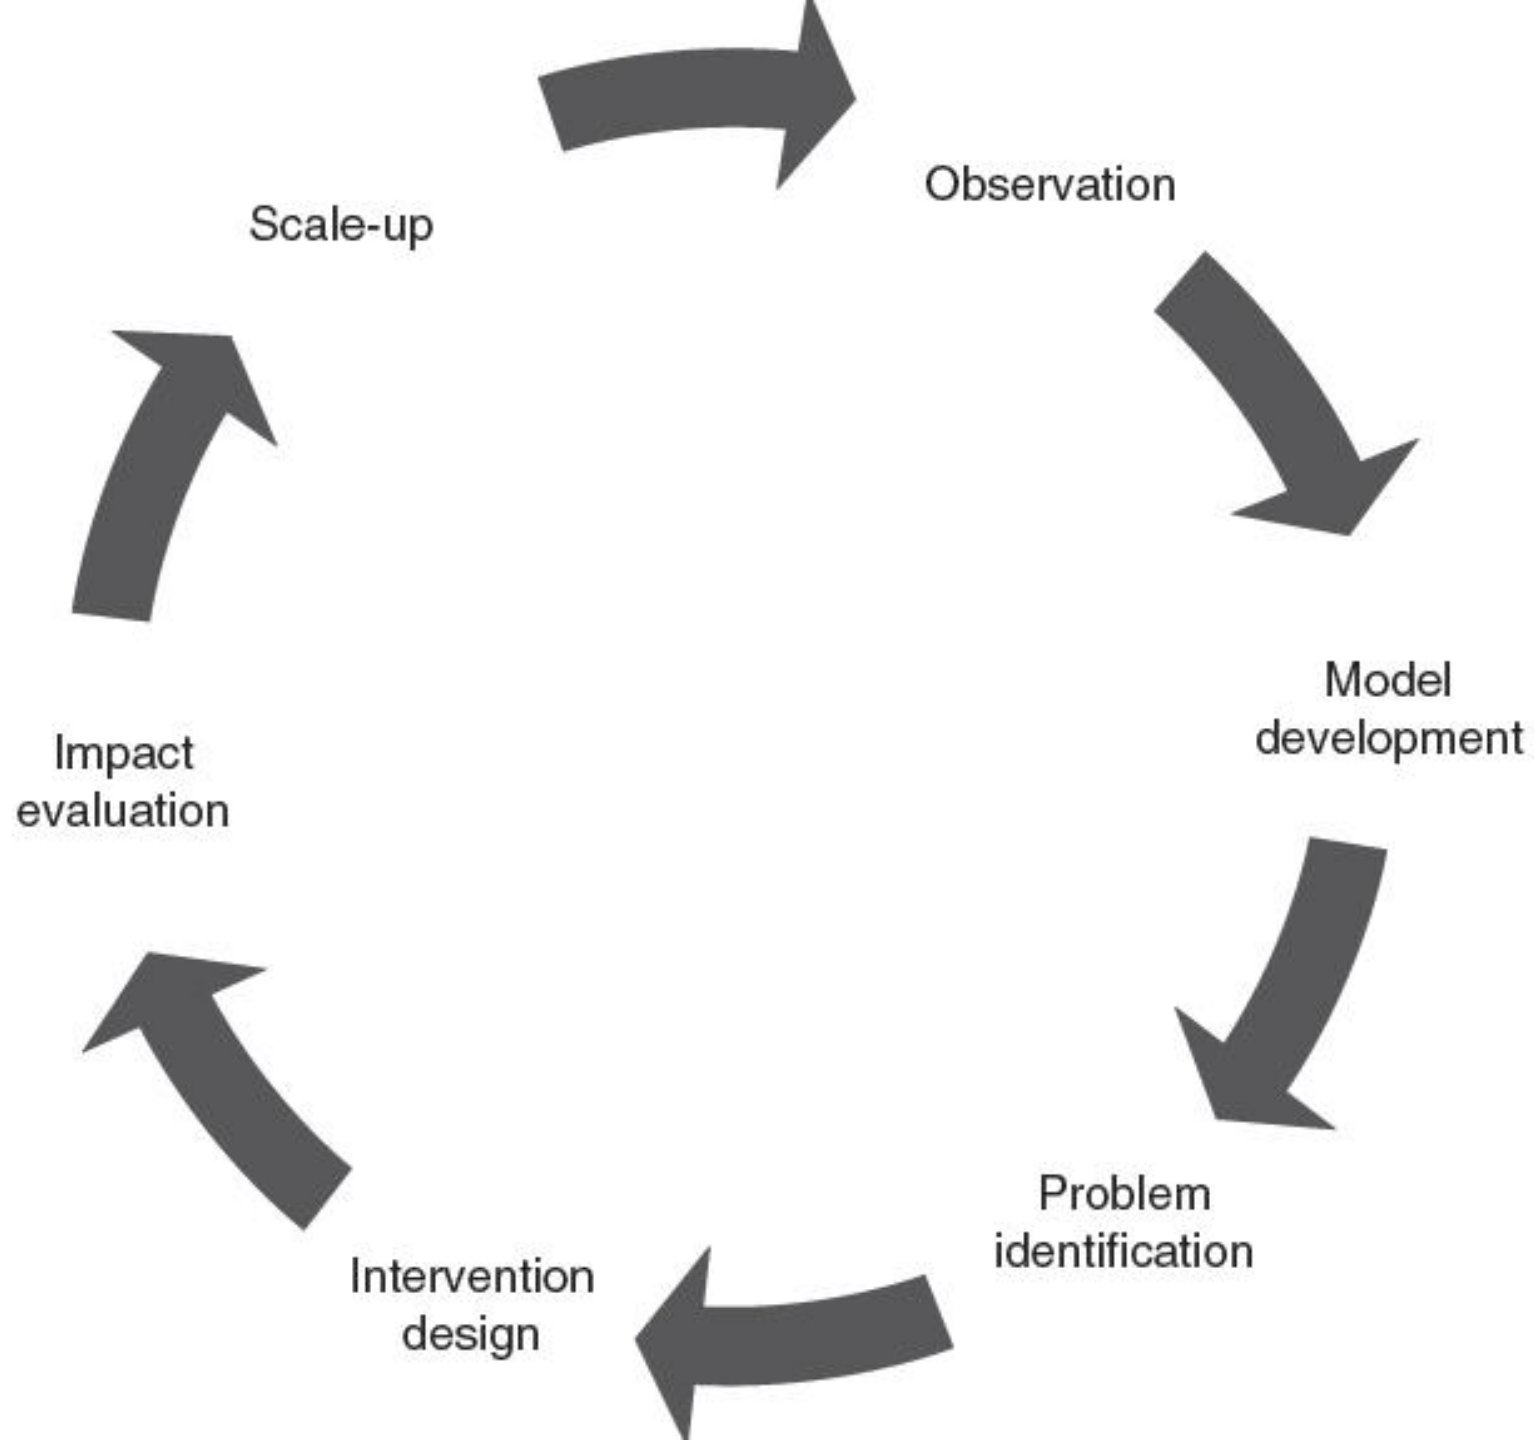 Observation
Scale-up
Model
development
Impact
evaluation
Problem
identification
Intervention
design